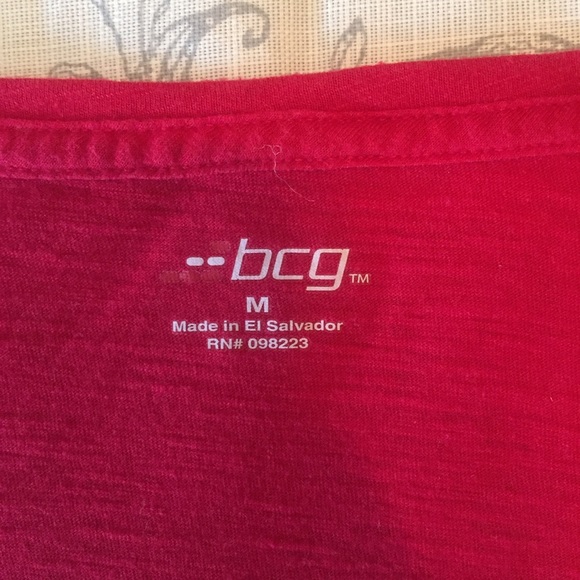 --bcg™
M
Made in El Salvador
RN# 098223